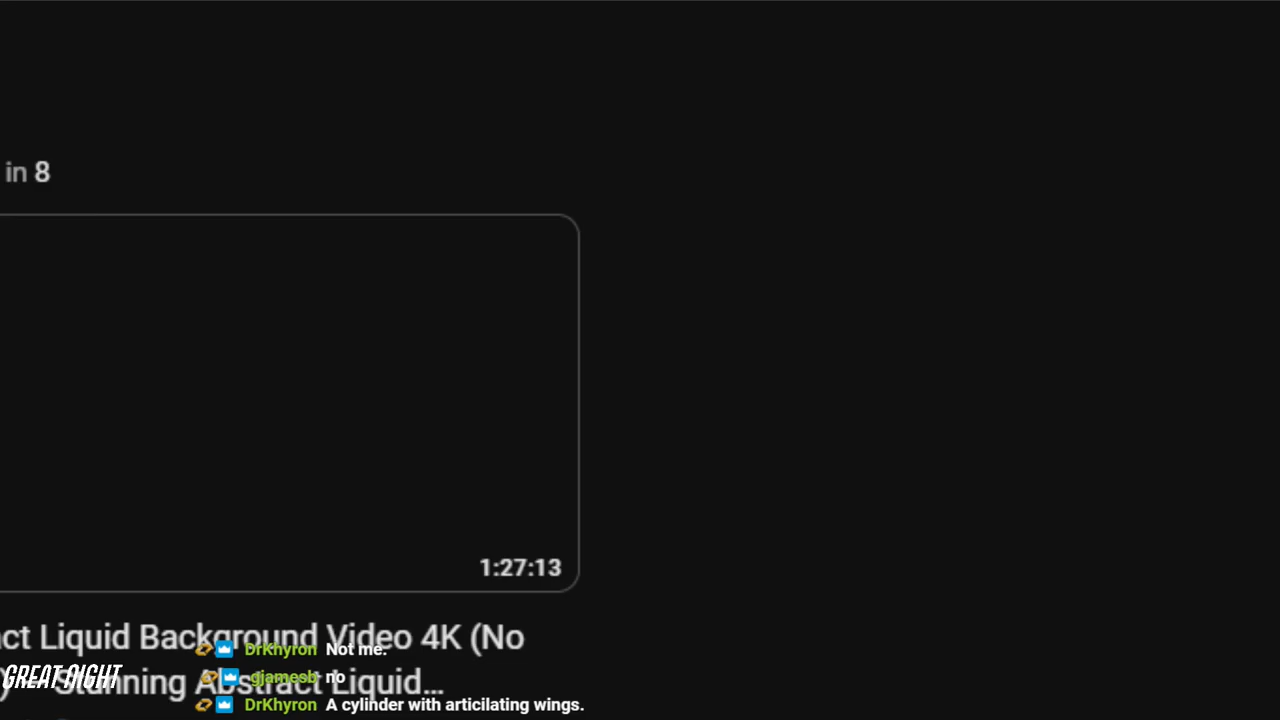 in 8
1:27:13
ct Liquid Background Video 4K (No
) - Stunning Abstract Liquid...
GREAT NIGHT
DrKhyron Not me.
gjamesb no
DrKhyron A cylinder with articilating wings.